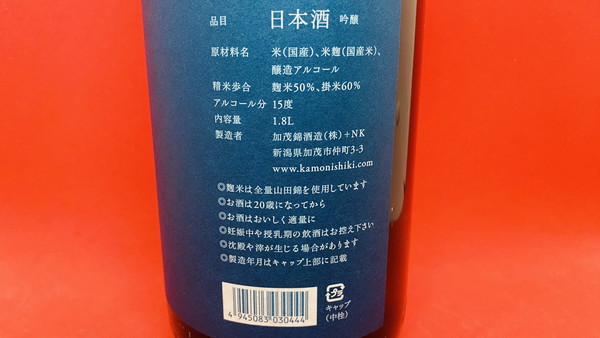 品目 日本酒 吟醸
原材料名 米(国産)、米麹(国産米)、
醸造アルコール
精米歩合 麹米50%、掛米60%
アルコール分 15度
内容量 1.8L
製造者 加茂錦酒造(株)+NK
新潟県加茂市仲町3-3
www.kamonishiki.com
◎麹米は全量山田錦を使用しています
◎お酒は20歳になってから
◎お酒はおいしく適量に
◎妊娠中や授乳期の飲酒はお控え下さい
◎沈殿や滓が生じる場合があります
◎製造年月はキャップ上部に記載
4 945083 030444
プラ
キャップ
(中栓)